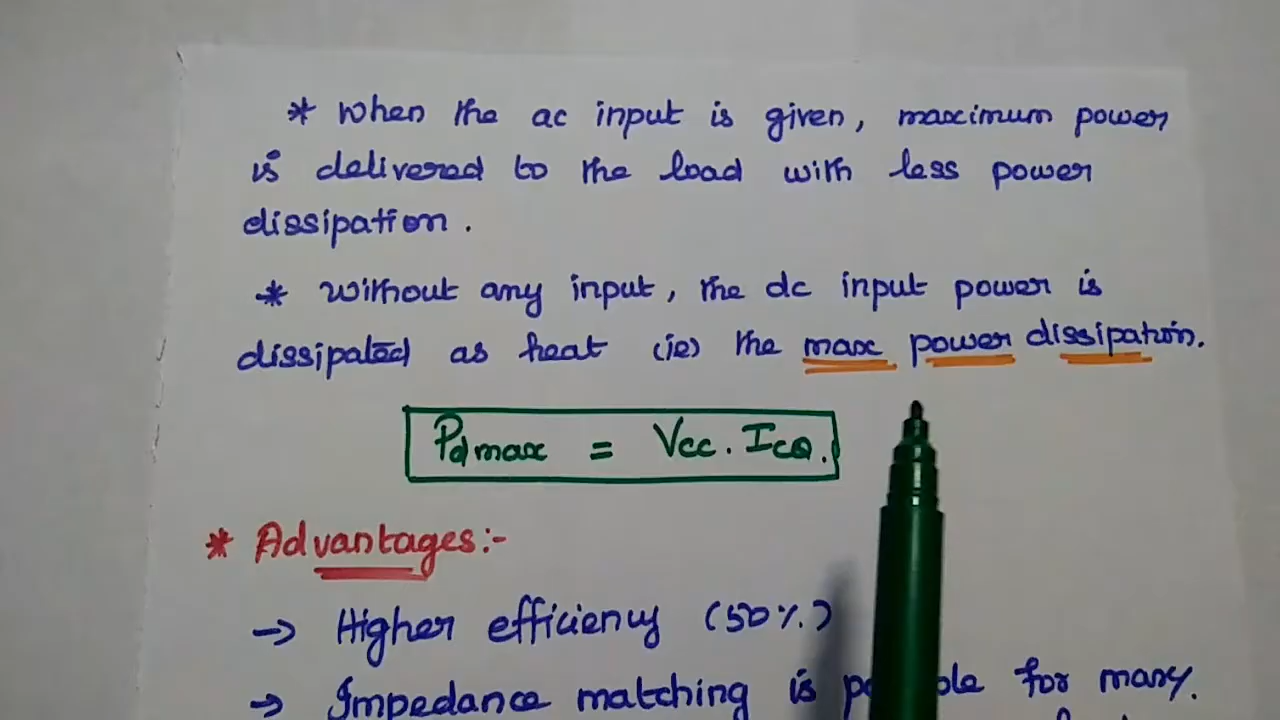 * When the ac input is given, maximum power
is delivered to the load with less power
dissipation.
* without any input, the dc input power is
dissipated as heat (ie) the max power dissipation.
Pdmax = Vcc. ICQ.
* Advantages:-
→ Higher efficiency (50%)
→ Impedance matching is for many.